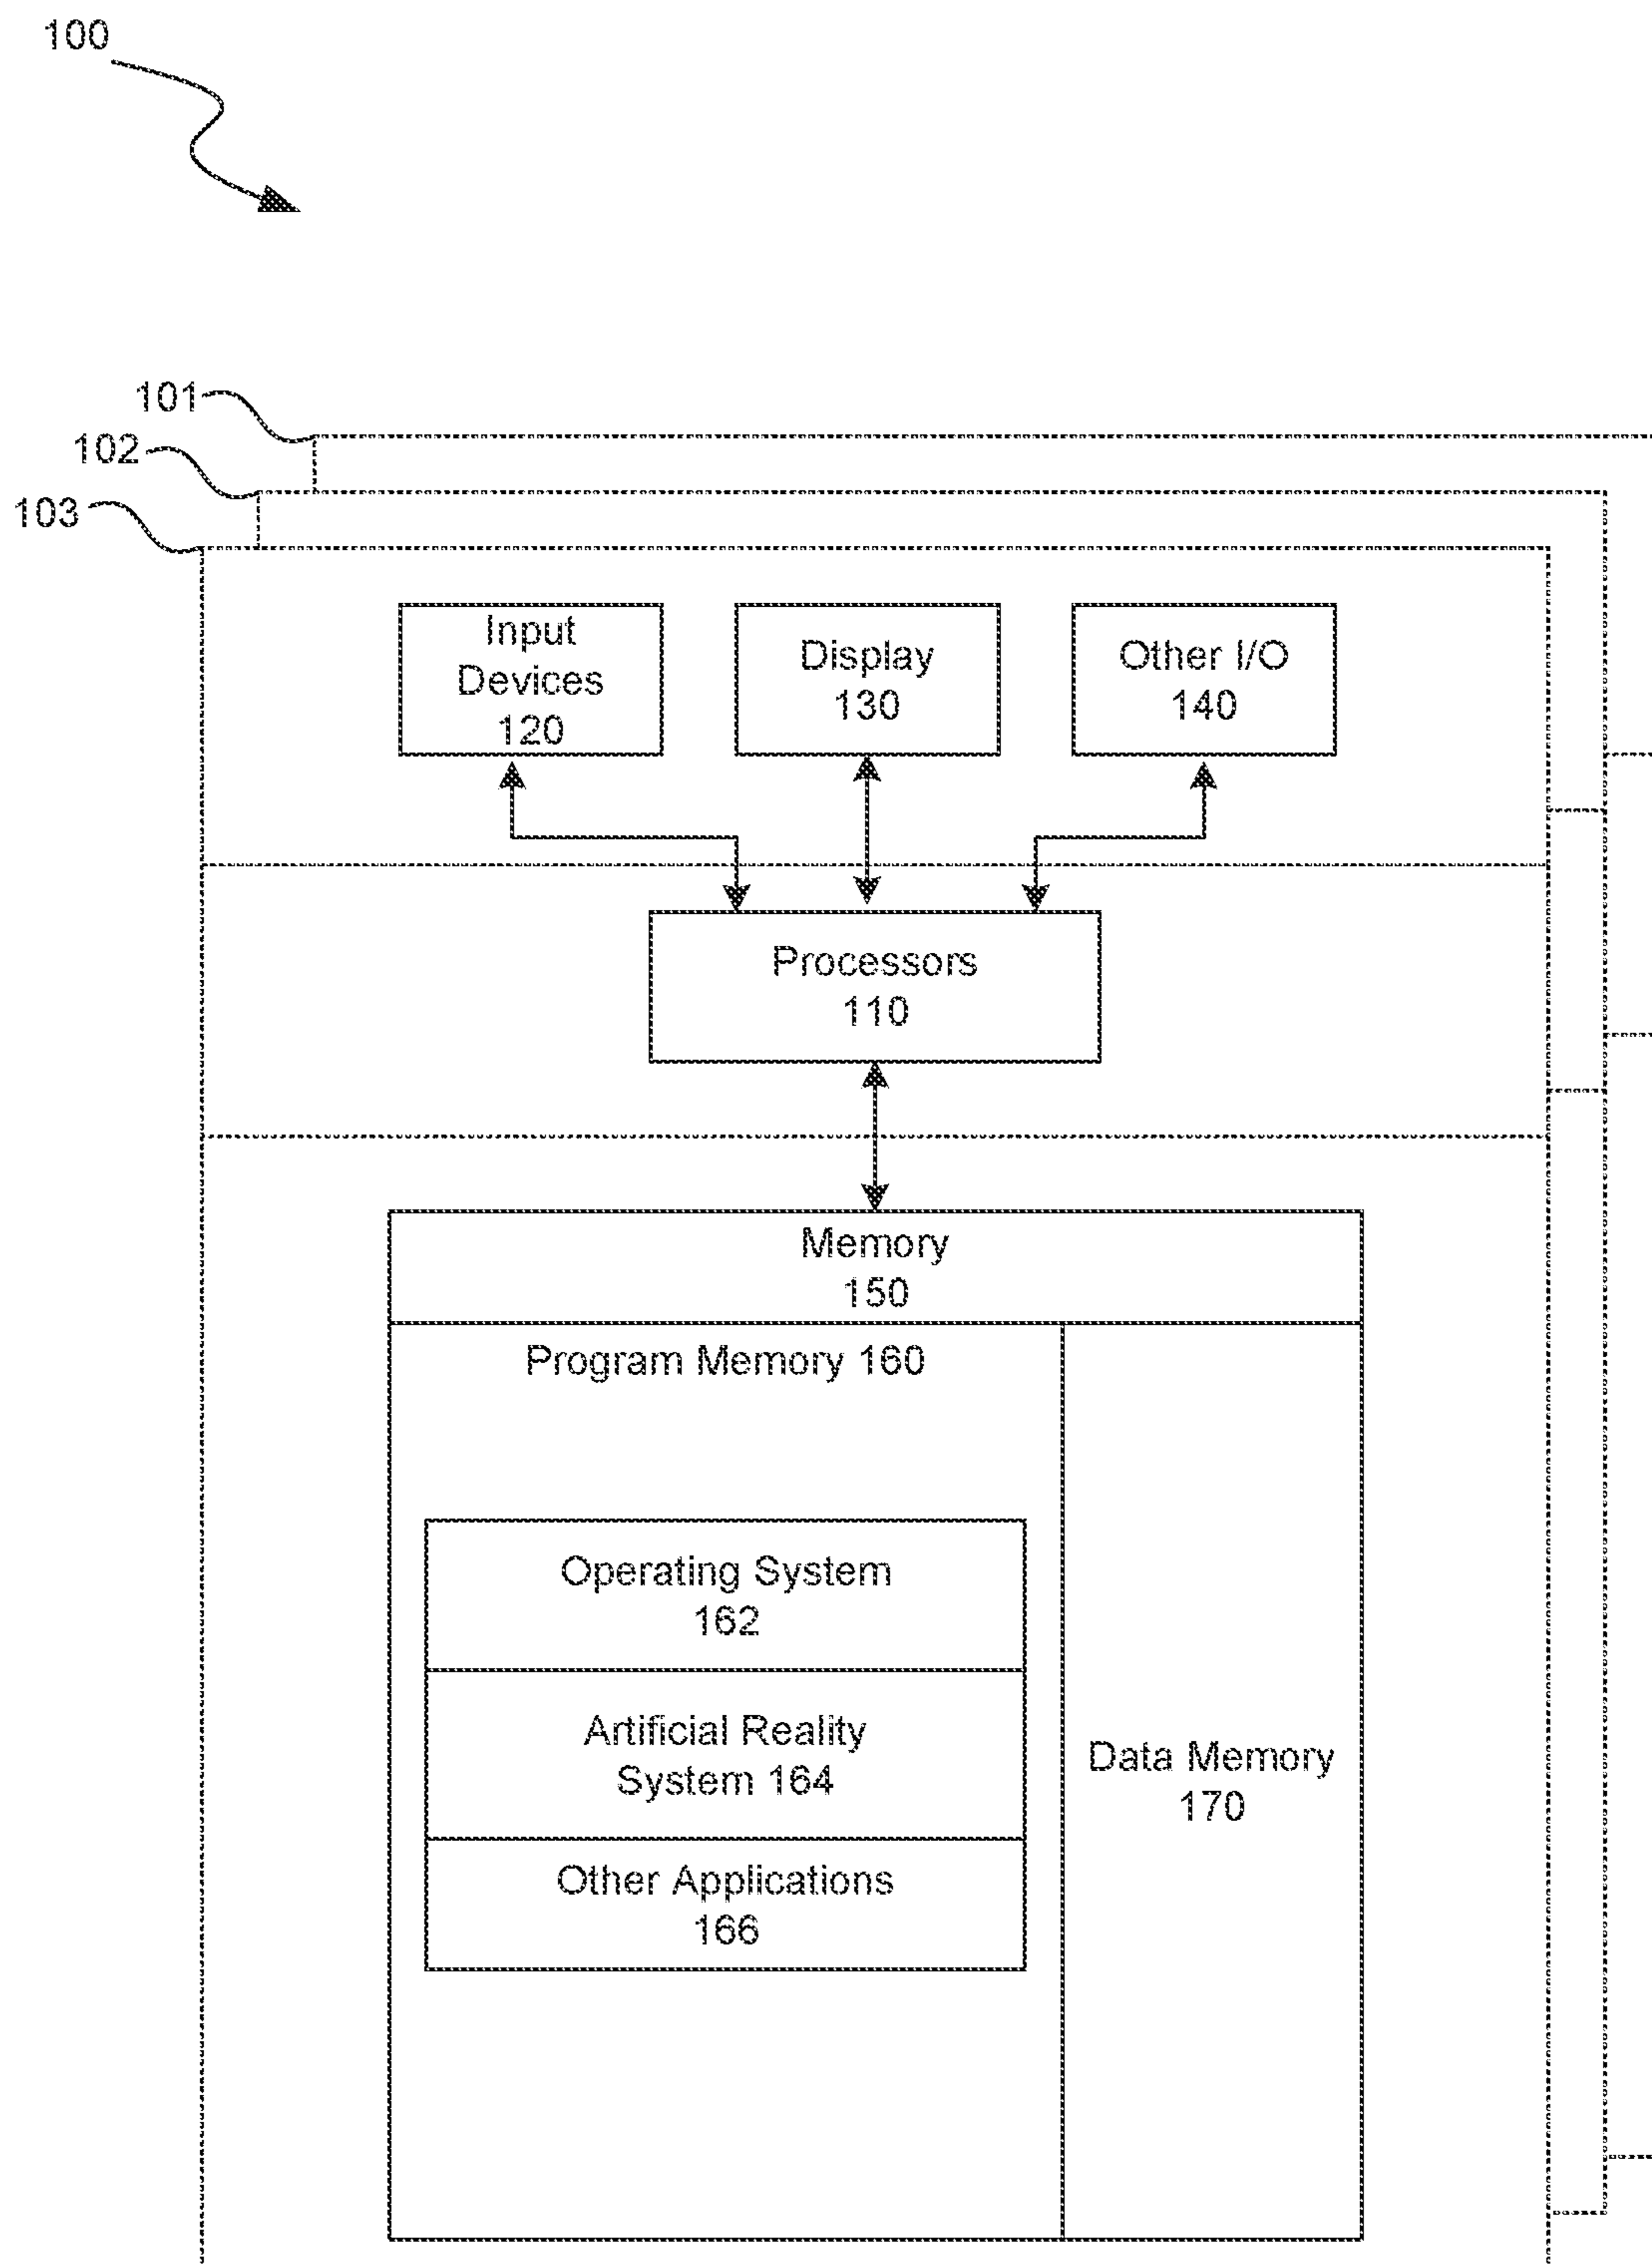 100
101
102
103
Input
Devices
120
Display
130
Other I/O
140
Processors
110
Memory
150
Program Memory 160
Operating System
162
Artificial Reality
System 164
Other Applications
166
Data Memory
170